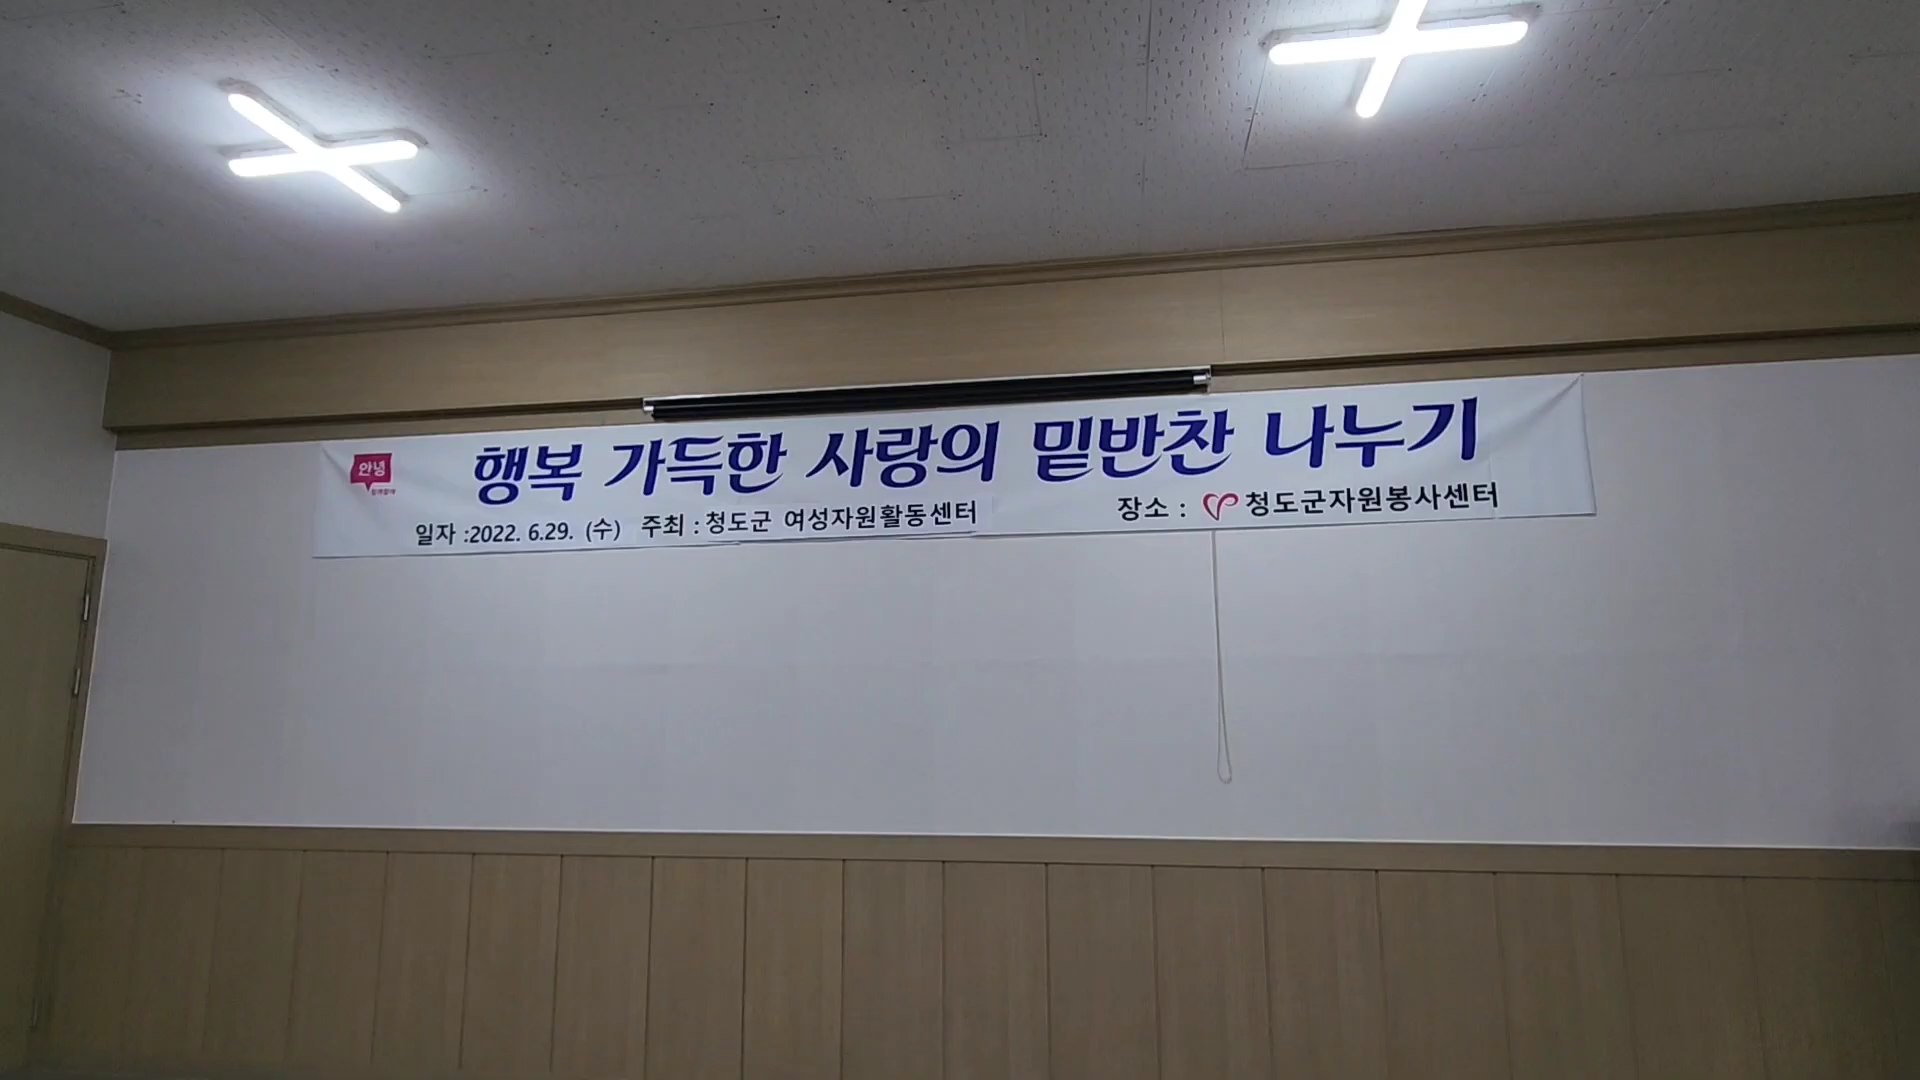 안녕
행복 가득한 사랑의 밑반찬 나누기
일자 :2022. 6.29. (수) 주최 : 청도군 여성자원활동센터 장소 : 청도군자원봉사센터